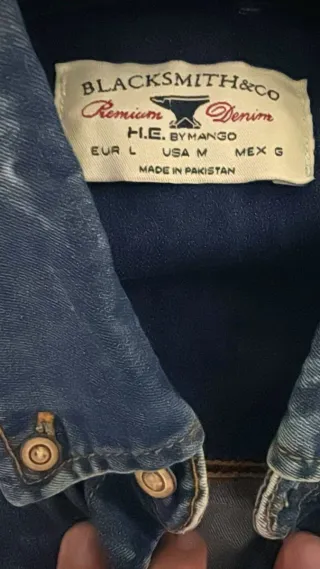 BLACKSMITH&CO
Premium Denim
H.E. BY MANGO
EUR L USA M MEX G
MADE IN PAKISTAN